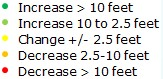 Increase > 10 feet
Increase 10 to 2.5 feet
Change +/- 2.5 feet
Decrease 2.5-10 feet
Decrease > 10 feet